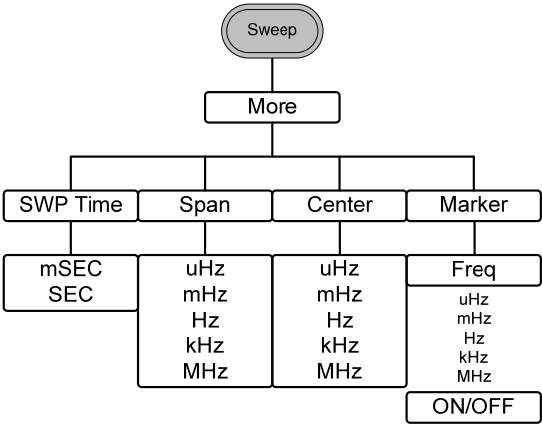 Sweep
More
SWP Time
Span
Center
Marker
mSEC
SEC
uHz
mHz
Hz
kHz
MHz
uHz
mHz
Hz
kHz
MHz
Freq
uHz
mHz
Hz
kHz
MHz
ON/OFF